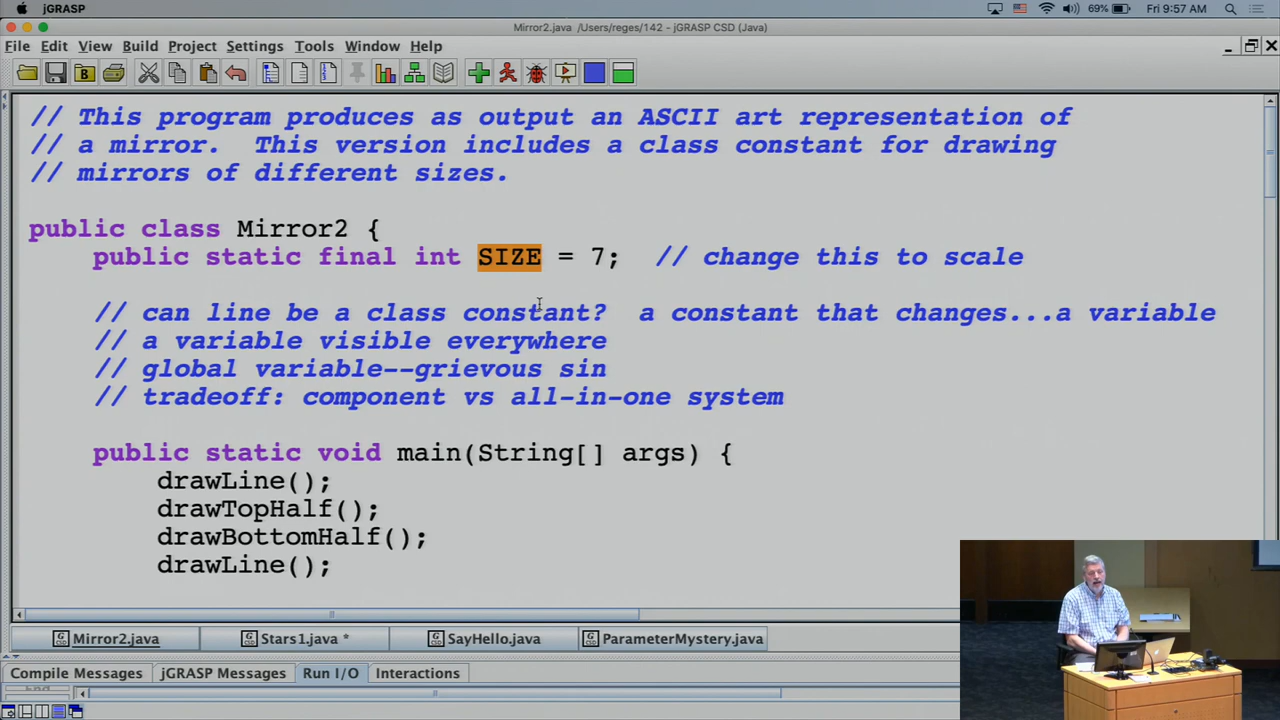 jGRASP 69% Fri 9:57 AM
Mirror2.java /Users/reges/142 - jGRASP CSD (Java)
File Edit View Build Project Settings Tools Window Help
// This program produces as output an ASCII art representation of
// a mirror.  This version includes a class constant for drawing
// mirrors of different sizes.
public class Mirror2 {
public static final int SIZE = 7;  // change this to scale
// can line be a class constant?  a constant that changes...a variable
// a variable visible everywhere
// global variable--grievous sin
// tradeoff: component vs all-in-one system
public static void main(String[] args) {
drawLine();
drawTopHalf();
drawBottomHalf();
drawLine();
Mirror2.java Stars1.java * SayHello.java ParameterMystery.java
Compile Messages jGRASP Messages Run I/O Interactions